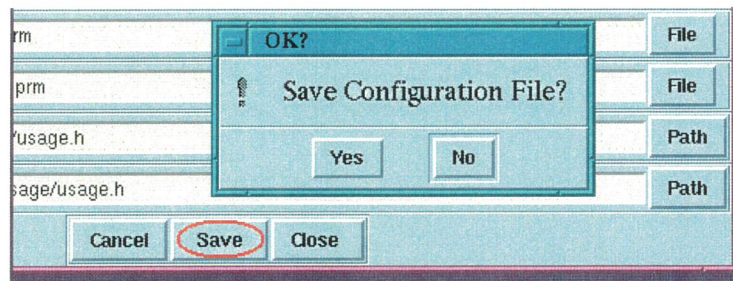 OK?
rm
File
Save Configuration File?
prm
File
/usage.h
Path
Yes No
sage/usage.h
Path
Cancel Save Close